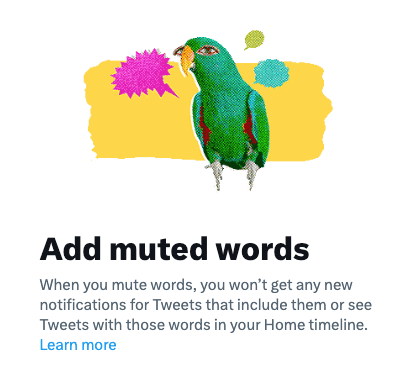 Add muted words
When you mute words, you won’t get any new
notifications for Tweets that include them or see
Tweets with those words in your Home timeline.
Learn more